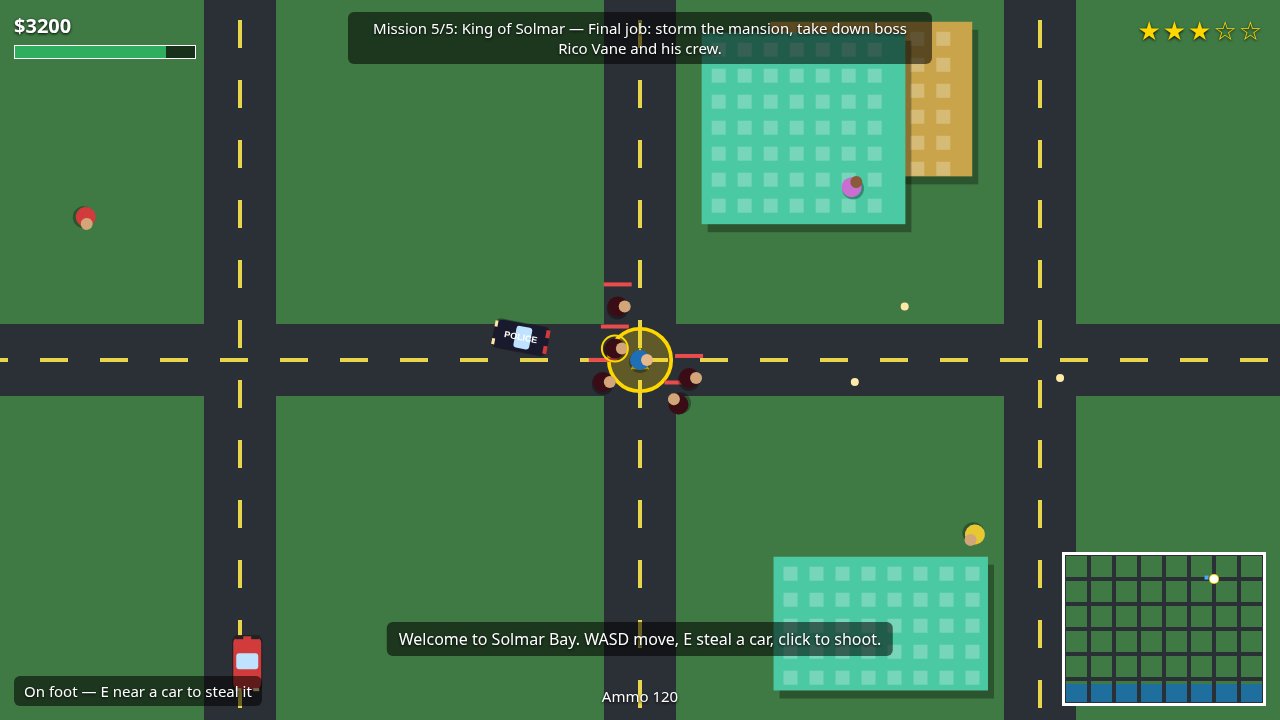 $3200
Mission 5/5: King of Solmar — Final job: storm the mansion, take down boss
Rico Vane and his crew.
★★★☆☆
POLICE
Welcome to Solmar Bay. WASD move, E steal a car, click to shoot.
On foot — E near a car to steal it
Ammo 120